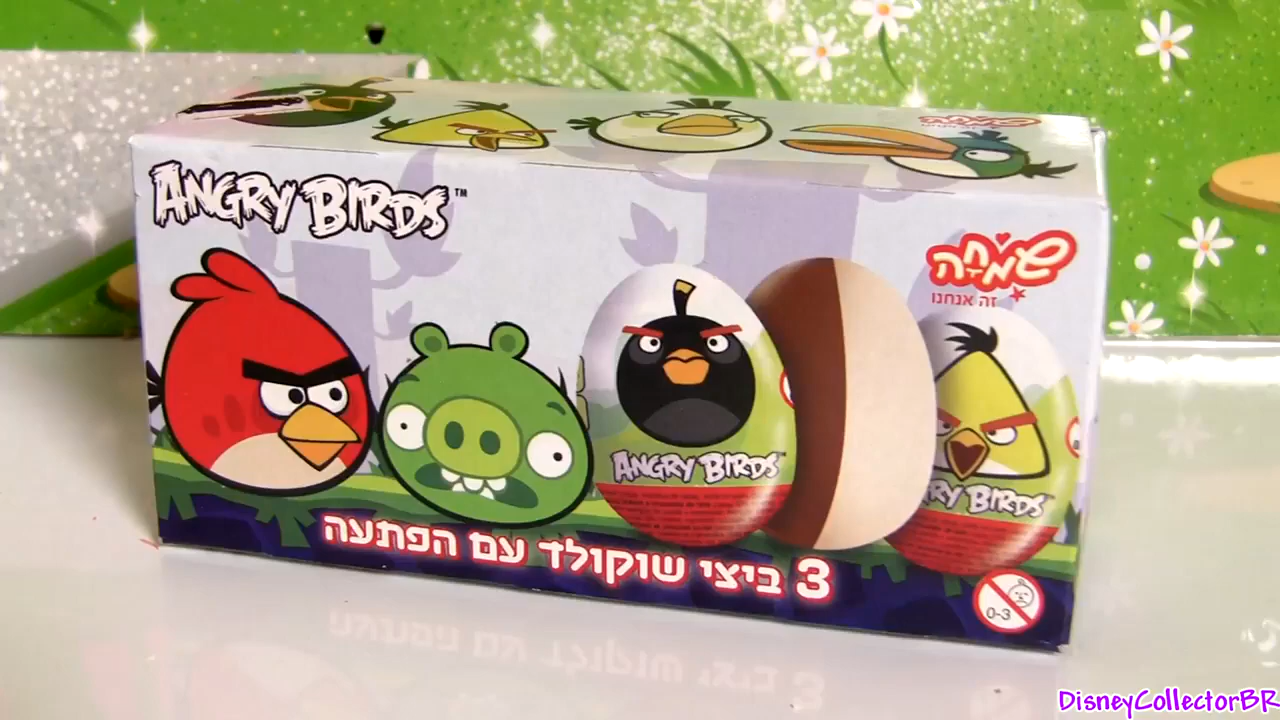 ANGRY BIRDS™
שמחה
זה אנחנו
ANGRY BIRDS
RY BIRDS
3 ביצי שוקולד עם הפתעה
0-3
DisneyCollectorBR